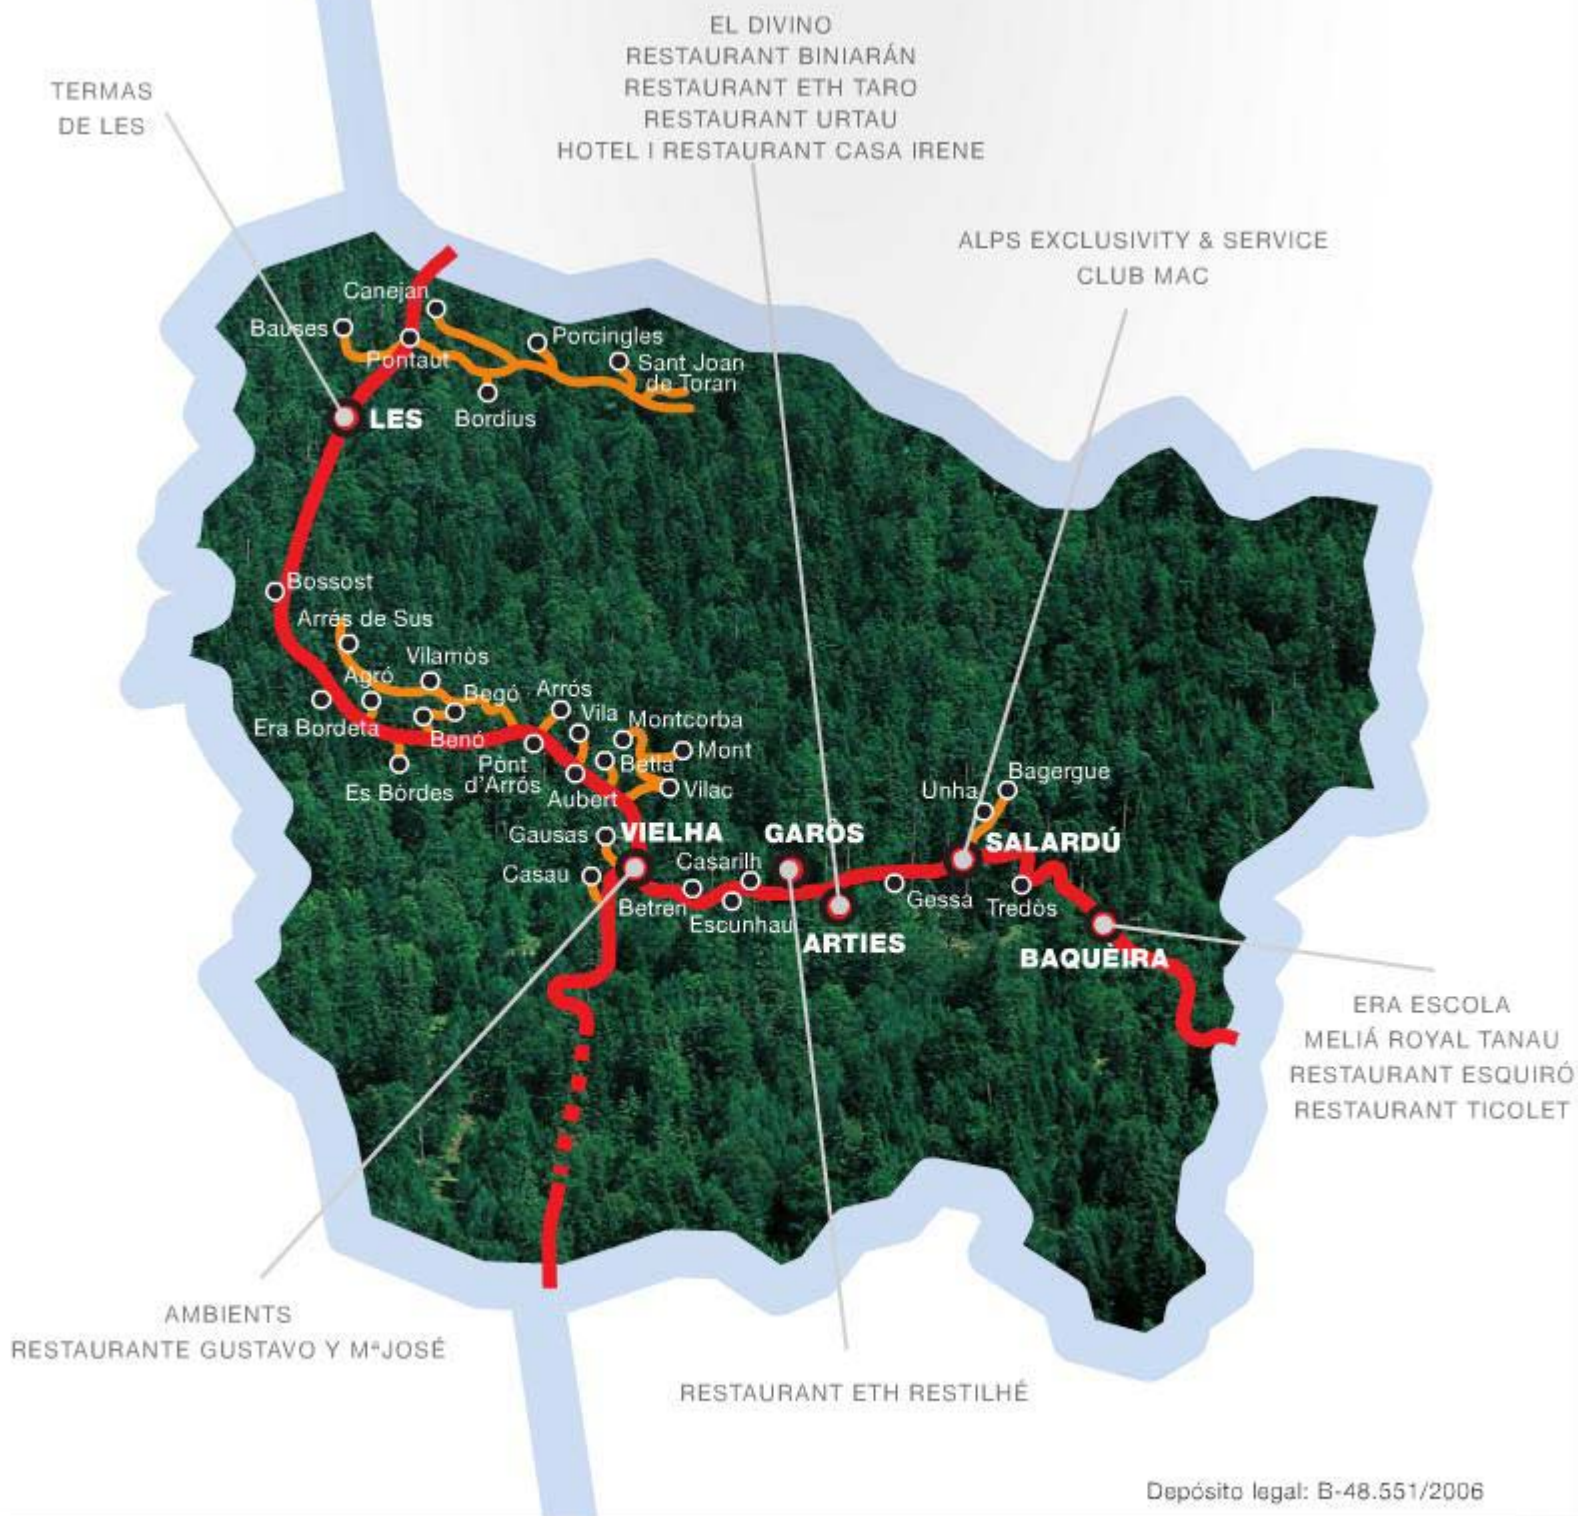 EL DIVINO
RESTAURANT BINIARÁN
RESTAURANT ETH TARO
RESTAURANT URTAU
HOTEL I RESTAURANT CASA IRENE
TERMAS
DE LES
ALPS EXCLUSIVITY & SERVICE
CLUB MAC
Canejan
Bauses
Pontaut
Porcingles
Sant Joan
de Toran
LES
Bordius
Bossost
Arrés de Sus
Vilamòs
Agró
Begó
Arrós
Vila
Montcorba
Era Bordeta
Benó
Mont
Pònt
d'Arrós
Betla
Es Bòrdes
Aubert
Vilac
Bagergue
Unha
Gausas
VIELHA
GARÒS
SALARDÚ
Casau
Casarilh
Betren
Escunhau
Gessa
Tredòs
ARTIES
BAQUÈIRA
ERA ESCOLA
MELIÁ ROYAL TANAU
RESTAURANT ESQUIRÓ
RESTAURANT TICOLET
AMBIENTS
RESTAURANTE GUSTAVO Y MªJOSÉ
RESTAURANT ETH RESTILHÉ
Depósito legal: B-48.551/2006